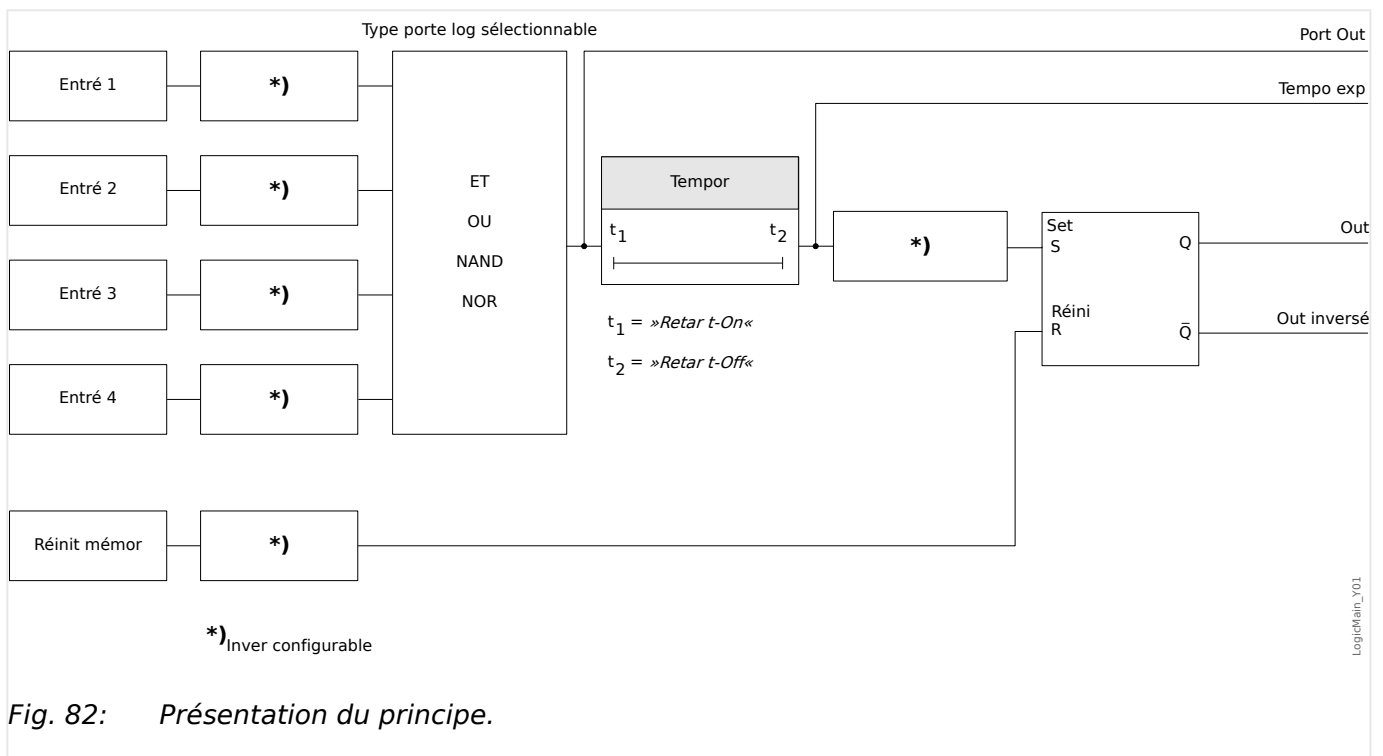 Type porte log sélectionnable
Port Out
Entré 1
*)
Tempo exp
Entré 2
*)
ET
OU
NAND
NOR
Tempor
t1
t2
*)
Set
S
Q
Out
Entré 3
*)
Réini
R
Q̅
Out inversé
t1 = »Retar t-On«
t2 = »Retar t-Off«
Entré 4
*)
Réinit mémor
*)
*)Inver configurable
LogicMain_Y01
Fig. 82: Présentation du principe.